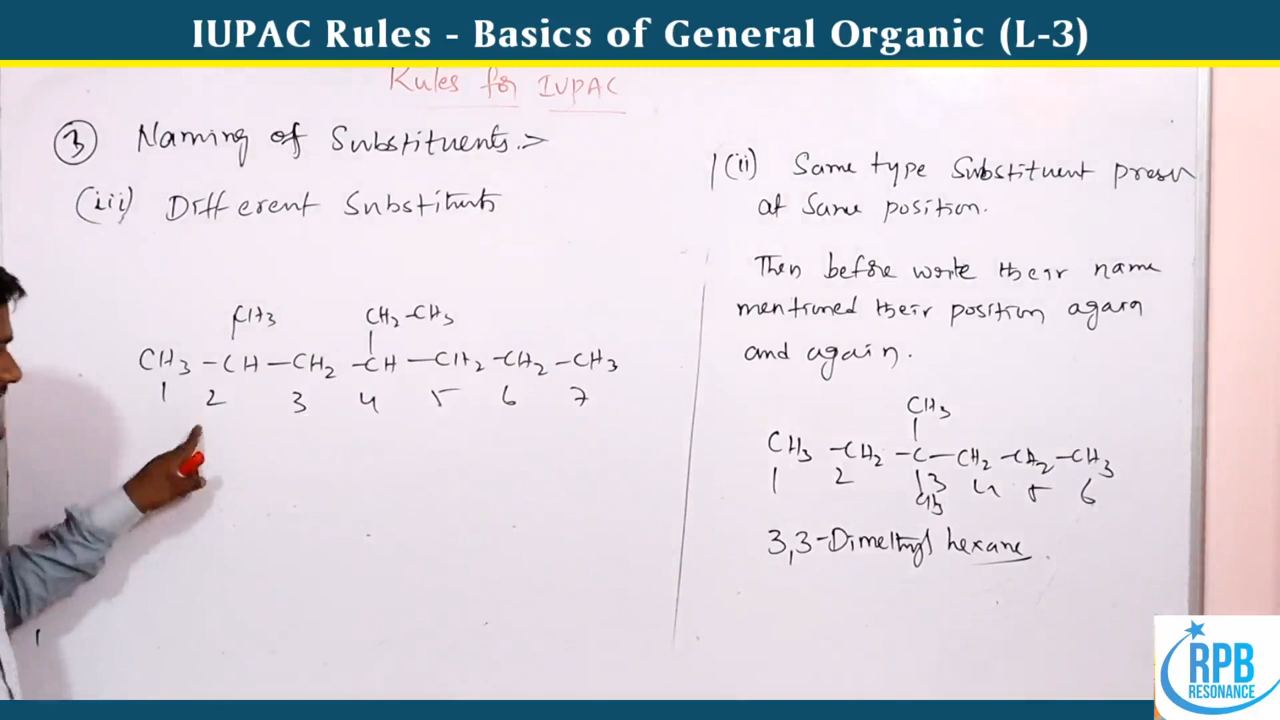 IUPAC Rules - Basics of General Organic (L-3)
Rules for IUPAC
③ Naming of Substituents :->
(iii) Different Substituents
CH3 CH2-CH3
CH3 -CH -CH2 -CH -CH2 -CH2 -CH3
1 2 3 4 5 6 7
(ii) Same type Substituent presen
at Same position.
Then before write their name
mentioned their position again
and again.
CH3
CH3 -CH2 -C-CH2 -CH2 -CH3
1 2 3 4 5 6
CH3
3,3-Dimethyl hexane.
RPB
RESONANCE